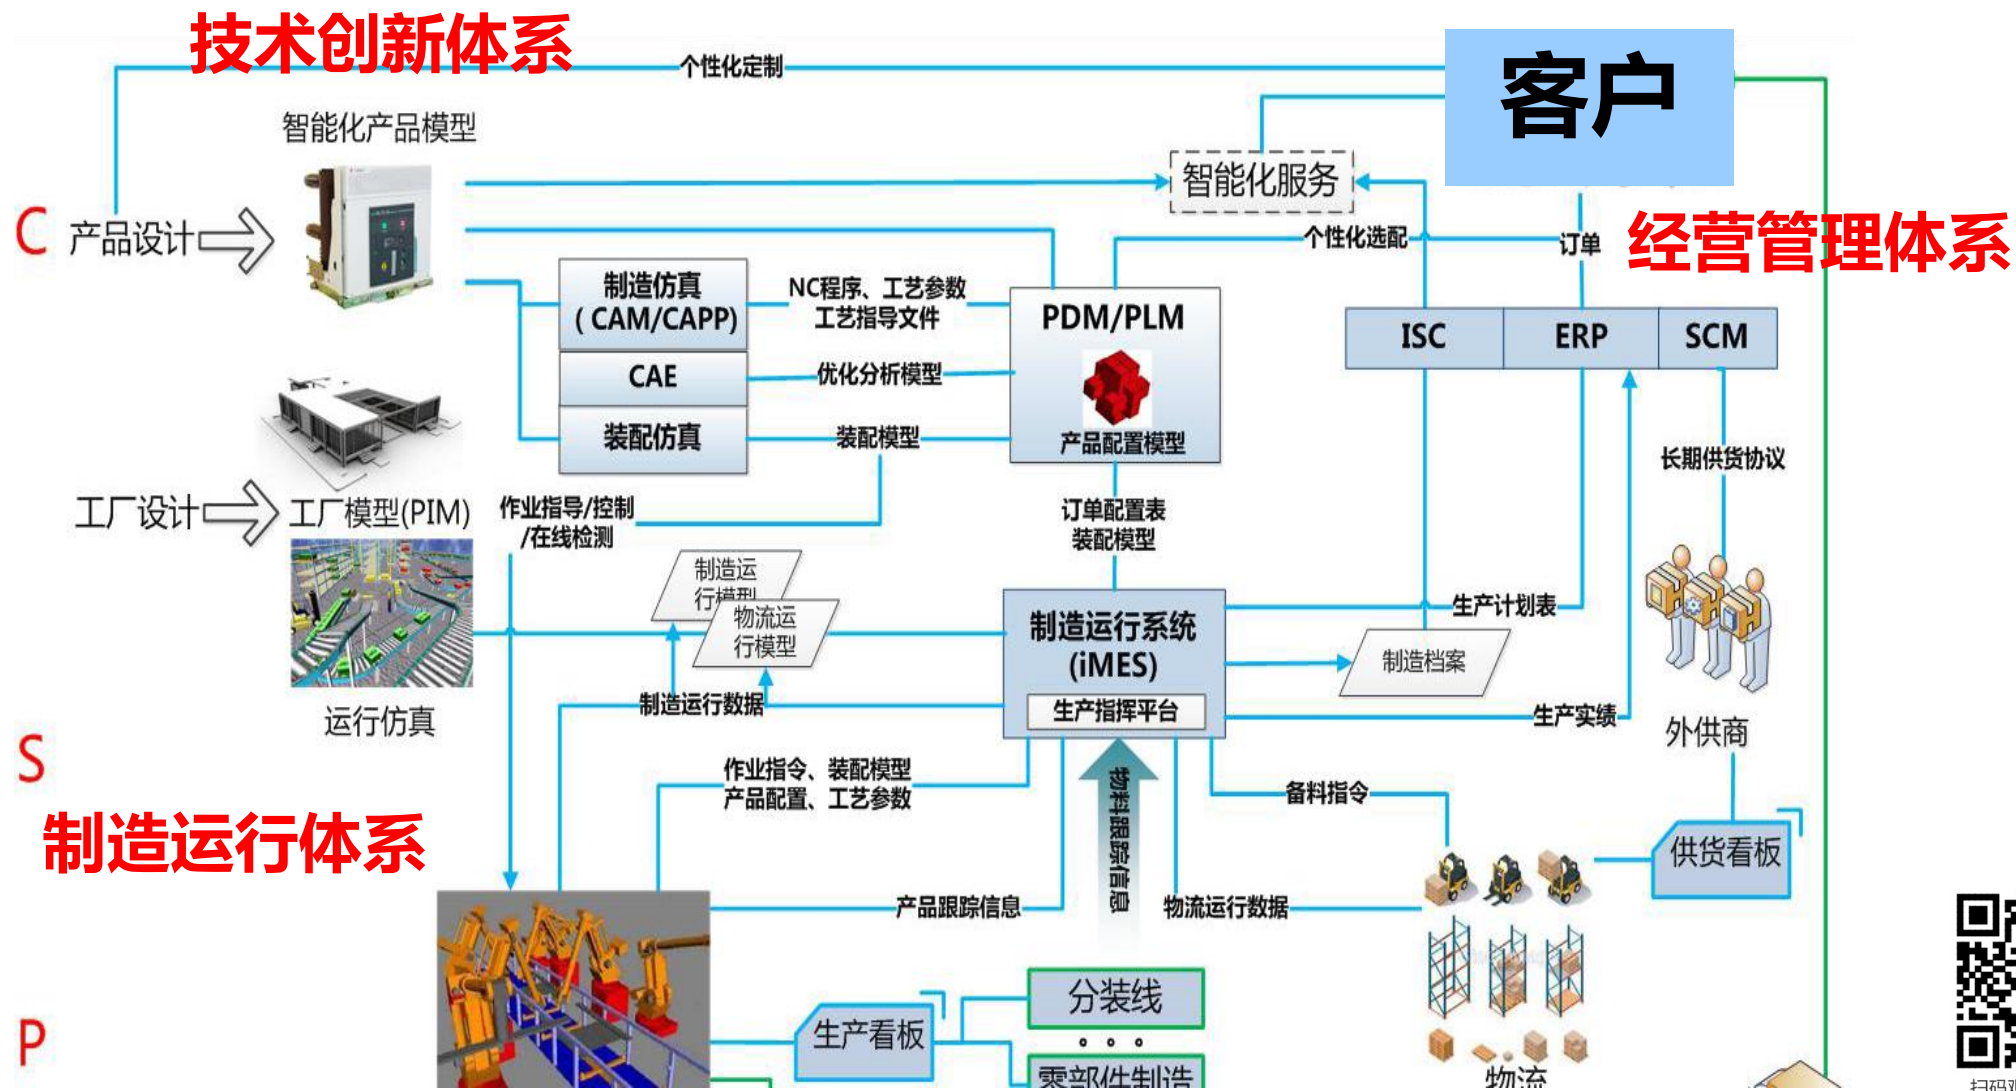 技术创新体系
个性化定制
客户
智能化产品模型
智能化服务
C
产品设计
个性化选配
订单
经营管理体系
制造仿真
( CAM/CAPP)
NC程序、工艺参数
工艺指导文件
PDM/PLM
ISC
ERP
SCM
CAE
优化分析模型
装配仿真
装配模型
产品配置模型
长期供货协议
工厂设计
工厂模型(PIM)
作业指导/控制
/在线检测
订单配置表
装配模型
制造运
行模型
物流运
行模型
制造运行系统
(iMES)
生产计划表
制造档案
制造运行数据
生产指挥平台
生产实绩
运行仿真
外供商
S
作业指令、装配模型
产品配置、工艺参数
物料跟踪信息
备料指令
制造运行体系
供货看板
产品跟踪信息
物流运行数据
分装线
P
生产看板
零部件制造
物流